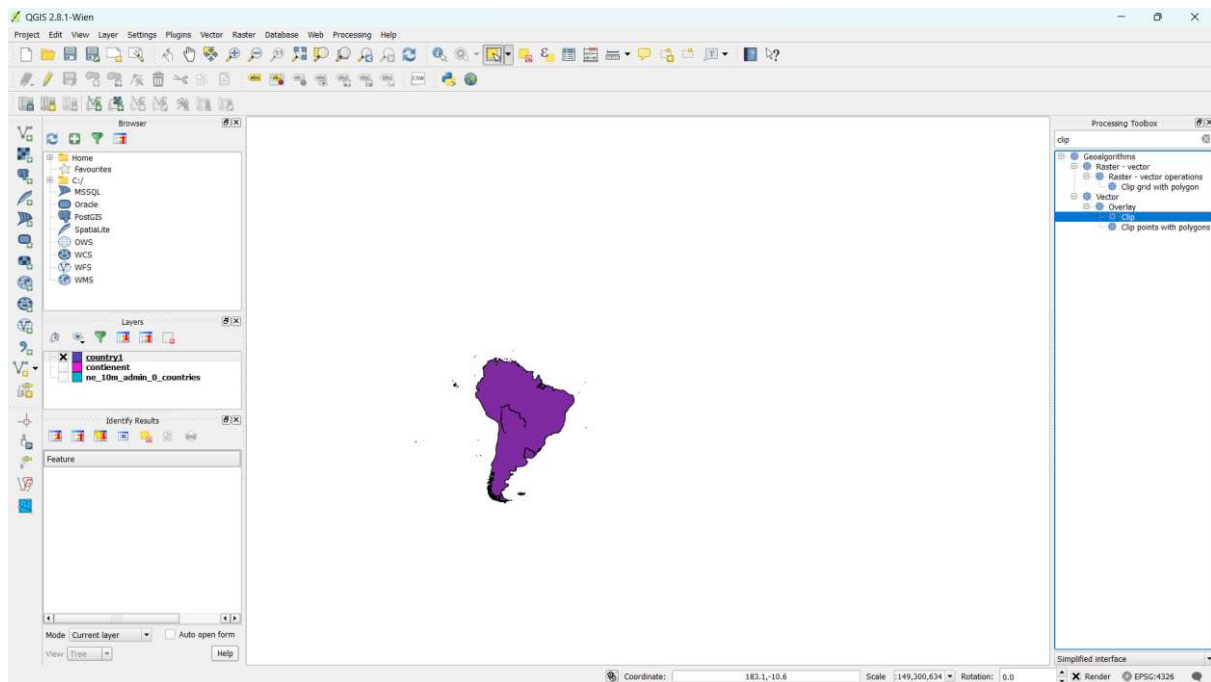 QGIS 2.8.1-Wien
Project Edit View Layer Settings Plugins Vector Raster Database Web Processing Help
Browser
Home
Favourites
C:/
MSSQL
Oracle
PostGIS
SpatiaLite
OWS
WCS
WFS
WMS
Layers
country1
contienent
ne_10m_admin_0_countries
Identify Results
Feature
Mode Current layer Auto open form
View Tree Help
Processing Toolbox
clip
Geoalgorithms
Raster - vector
Raster - vector operations
Clip grid with polygon
Vector
Overlay
Clip
Clip points with polygons
Simplified interface
Coordinate: 183.1,-10.6 Scale :149,300,634 Rotation: 0.0 Render EPSG:4326